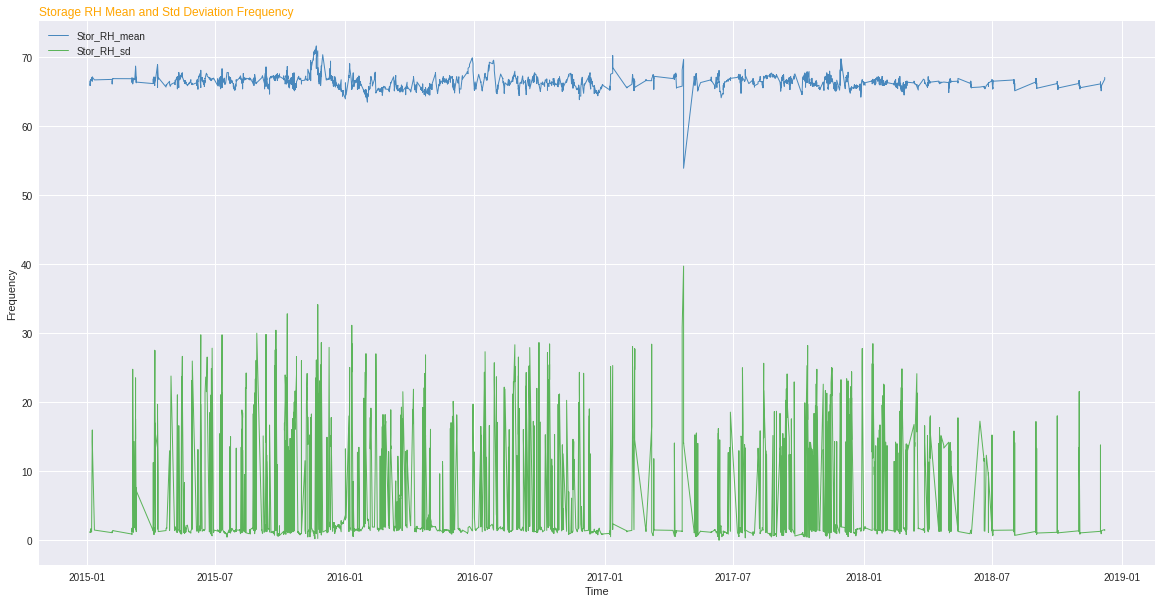 Storage RH Mean and Std Deviation Frequency
Stor_RH_mean
Stor_RH_sd
70
60
50
40
30
20
10
0
Frequency
2015-01 2015-07 2016-01 2016-07 2017-01 2017-07 2018-01 2018-07 2019-01
Time